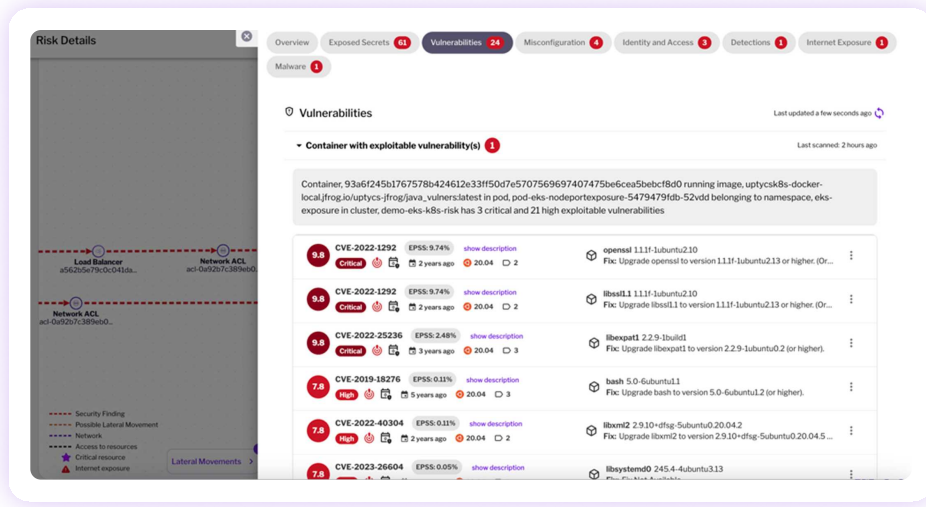 Risk Details
Overview
Exposed Secrets 61
Vulnerabilities 24
Misconfiguration 4
Identity and Access 3
Detections 1
Internet Exposure 1
Malware 1
Vulnerabilities
Last updated a few seconds ago
Container with exploitable vulnerability(s) 1
Last scanned: 2 hours ago
Container, 93a6f245b1767578b424612e33ff50d7e5707569697407475be6cea5bebcf8d0 running image, uptycsk8s-docker-
local.jfrog.io/uptycs-jfrog/java_vulners:latest in pod, pod-eks-nodeportexposure-5479479fdb-52vdd belonging to namespace, eks-
exposure in cluster, demo-eks-k8s-risk has 3 critical and 21 high exploitable vulnerabilities
9.8 CVE-2022-1292 EPSS: 9.74% show description
Critical 2 years ago 20.04 2
openssl 1.1.1f-1ubuntu2.10
Fix: Upgrade openssl to version 1.1.1f-1ubuntu2.13 or higher. (Or...
9.8 CVE-2022-1292 EPSS: 9.74% show description
Critical 2 years ago 20.04 2
libssl1.1 1.1.1f-1ubuntu2.10
Fix: Upgrade libssl1.1 to version 1.1.1f-1ubuntu2.13 or higher. (Or...
9.8 CVE-2022-25236 EPSS: 2.48% show description
Critical 3 years ago 20.04 3
libexpat1 2.2.9-1build1
Fix: Upgrade libexpat1 to version 2.2.9-1ubuntu0.2 (or higher).
7.8 CVE-2019-18276 EPSS: 0.11% show description
High 5 years ago 20.04 3
bash 5.0-6ubuntu1.1
Fix: Upgrade bash to version 5.0-6ubuntu1.2 (or higher).
7.8 CVE-2022-40304 EPSS: 0.11% show description
High 2 years ago 20.04 2
libxml2 2.9.10+dfsg-5ubuntu0.20.04.2
Fix: Upgrade libxml2 to version 2.9.10+dfsg-5ubuntu0.20.04.5 ...
7.8 CVE-2023-26604 EPSS: 0.05% show description
libsystemd0 245.4-4ubuntu3.13
Load Balancer
a562b5e79c0c041da...
Network ACL
acl-0a92b7c389eb0.
Network ACL
acl-0a92b7c389eb0...
Security Finding
Possible Lateral Movement
Network
Access to resources
Critical resource
Internet exposure
Lateral Movements >